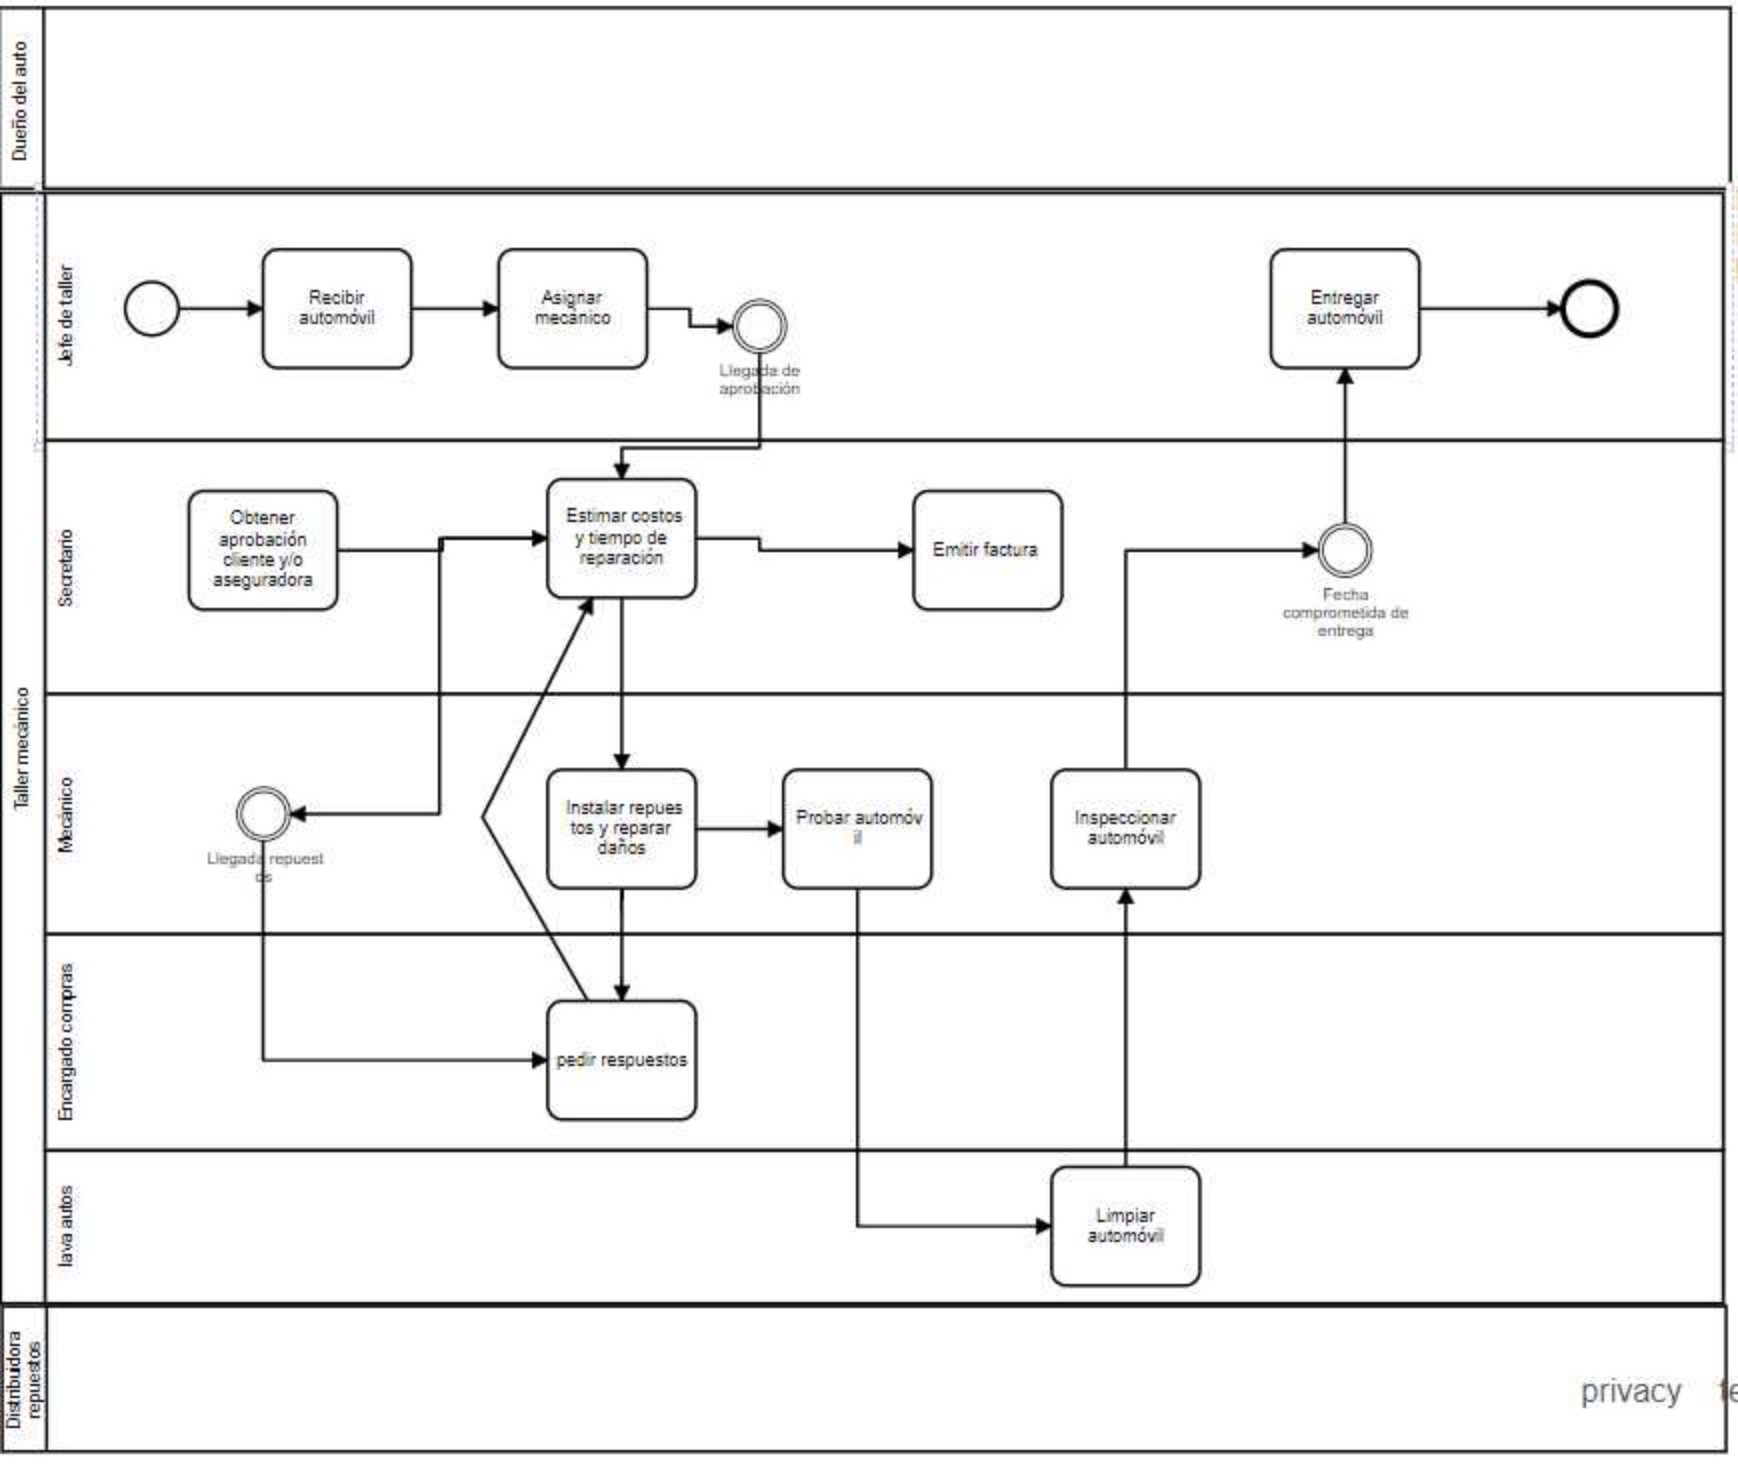 Dueño del auto
Taller mecánico
Jefe de taller
Recibir
automóvil
Asignar
mecánico
Llegada de
aprobación
Entregar
automóvil
Secretario
Obtener
aprobación
cliente y/o
aseguradora
Estimar costos
y tiempo de
reparación
Emitir factura
Fecha
comprometida de
entrega
Mecánico
Llegada repuest
os
Instalar repues
tos y reparar
daños
Probar automóv
il
Inspeccionar
automóvil
Encargado compras
pedir respuestos
lava autos
Limpiar
automóvil
Distribuidora
repuestos
privacy te